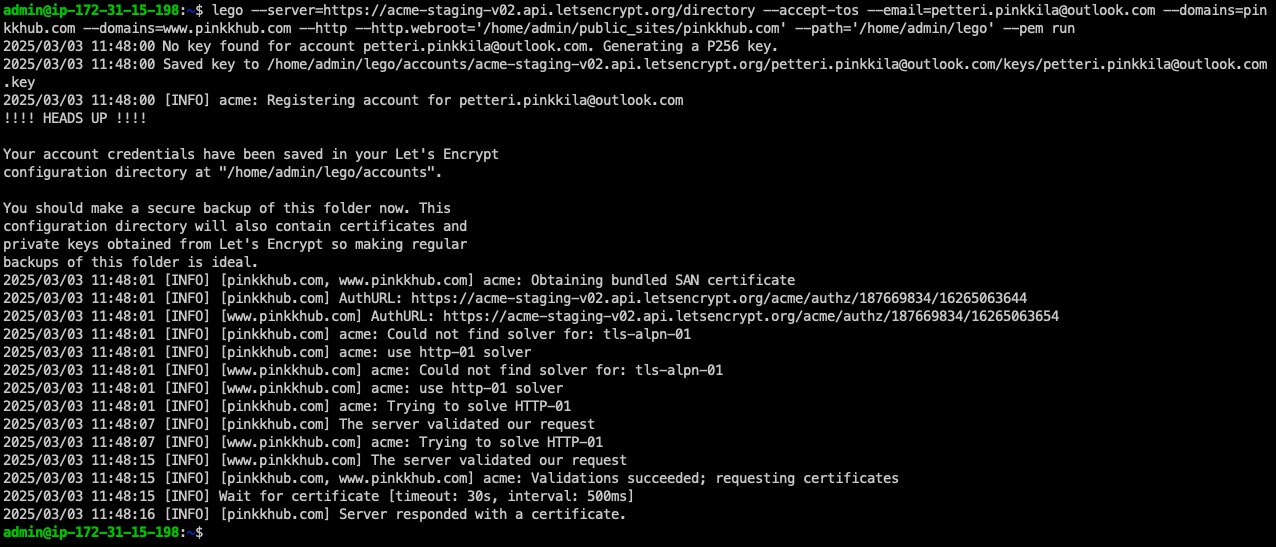 admin@ip-172-31-15-198:~$ lego --server=https://acme-staging-v02.api.letsencrypt.org/directory --accept-tos --email=petteri.pinkkila@outlook.com --domains=pin
kkhub.com --domains=www.pinkkhub.com --http --http.webroot='/home/admin/public_sites/pinkkhub.com' --path='/home/admin/lego' --pem run
2025/03/03 11:48:00 No key found for account petteri.pinkkila@outlook.com. Generating a P256 key.
2025/03/03 11:48:00 Saved key to /home/admin/lego/accounts/acme-staging-v02.api.letsencrypt.org/petteri.pinkkila@outlook.com/keys/petteri.pinkkila@outlook.com
.key
2025/03/03 11:48:00 [INFO] acme: Registering account for petteri.pinkkila@outlook.com
!!!! HEADS UP !!!!
Your account credentials have been saved in your Let's Encrypt
configuration directory at "/home/admin/lego/accounts".
You should make a secure backup of this folder now. This
configuration directory will also contain certificates and
private keys obtained from Let's Encrypt so making regular
backups of this folder is ideal.
2025/03/03 11:48:01 [INFO] [pinkkhub.com, www.pinkkhub.com] acme: Obtaining bundled SAN certificate
2025/03/03 11:48:01 [INFO] [pinkkhub.com] AuthURL: https://acme-staging-v02.api.letsencrypt.org/acme/authz/187669834/16265063644
2025/03/03 11:48:01 [INFO] [www.pinkkhub.com] AuthURL: https://acme-staging-v02.api.letsencrypt.org/acme/authz/187669834/16265063654
2025/03/03 11:48:01 [INFO] [pinkkhub.com] acme: Could not find solver for: tls-alpn-01
2025/03/03 11:48:01 [INFO] [pinkkhub.com] acme: use http-01 solver
2025/03/03 11:48:01 [INFO] [www.pinkkhub.com] acme: Could not find solver for: tls-alpn-01
2025/03/03 11:48:01 [INFO] [www.pinkkhub.com] acme: use http-01 solver
2025/03/03 11:48:01 [INFO] [pinkkhub.com] acme: Trying to solve HTTP-01
2025/03/03 11:48:07 [INFO] [pinkkhub.com] The server validated our request
2025/03/03 11:48:07 [INFO] [www.pinkkhub.com] acme: Trying to solve HTTP-01
2025/03/03 11:48:15 [INFO] [www.pinkkhub.com] The server validated our request
2025/03/03 11:48:15 [INFO] [pinkkhub.com, www.pinkkhub.com] acme: Validations succeeded; requesting certificates
2025/03/03 11:48:15 [INFO] Wait for certificate [timeout: 30s, interval: 500ms]
2025/03/03 11:48:16 [INFO] [pinkkhub.com] Server responded with a certificate.
admin@ip-172-31-15-198:~$